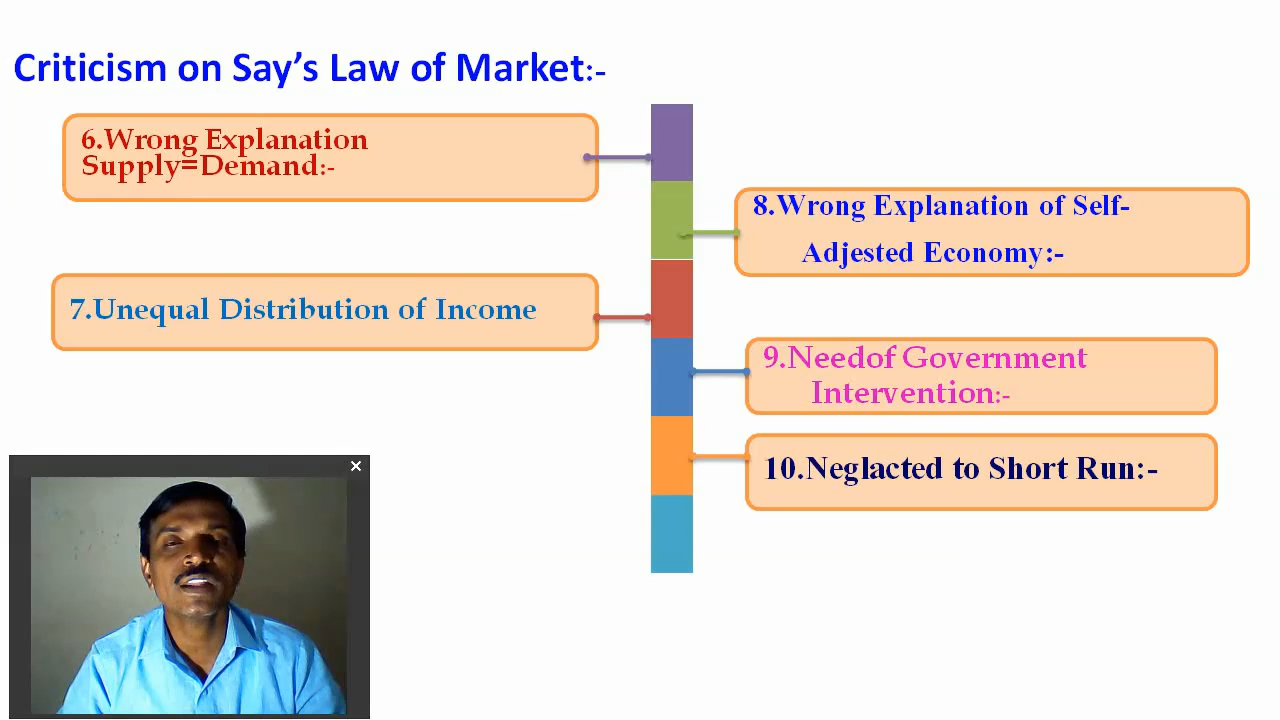 Criticism on Say’s Law of Market:-
6.Wrong Explanation
Supply=Demand:-
7.Unequal Distribution of Income
8.Wrong Explanation of Self-
Adjested Economy:-
9.Needof Government
Intervention:-
10.Neglacted to Short Run:-